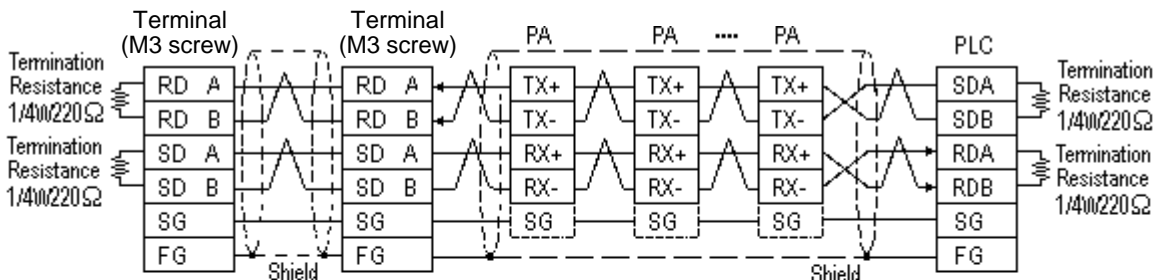 Terminal
(M3 screw)
Terminal
(M3 screw)
PA
PA
····
PA
PLC
Termination
Resistance
1/4W220Ω
Termination
Resistance
1/4W220Ω
RD A
RD B
SD A
SD B
SG
FG
Shield
RD A
RD B
SD A
SD B
SG
FG
TX+
TX-
RX+
RX-
SG
TX+
TX-
RX+
RX-
SG
TX+
TX-
RX+
RX-
SG
Shield
SDA
SDB
RDA
RDB
SG
FG
Termination
Resistance
1/4W220Ω
Termination
Resistance
1/4W220Ω